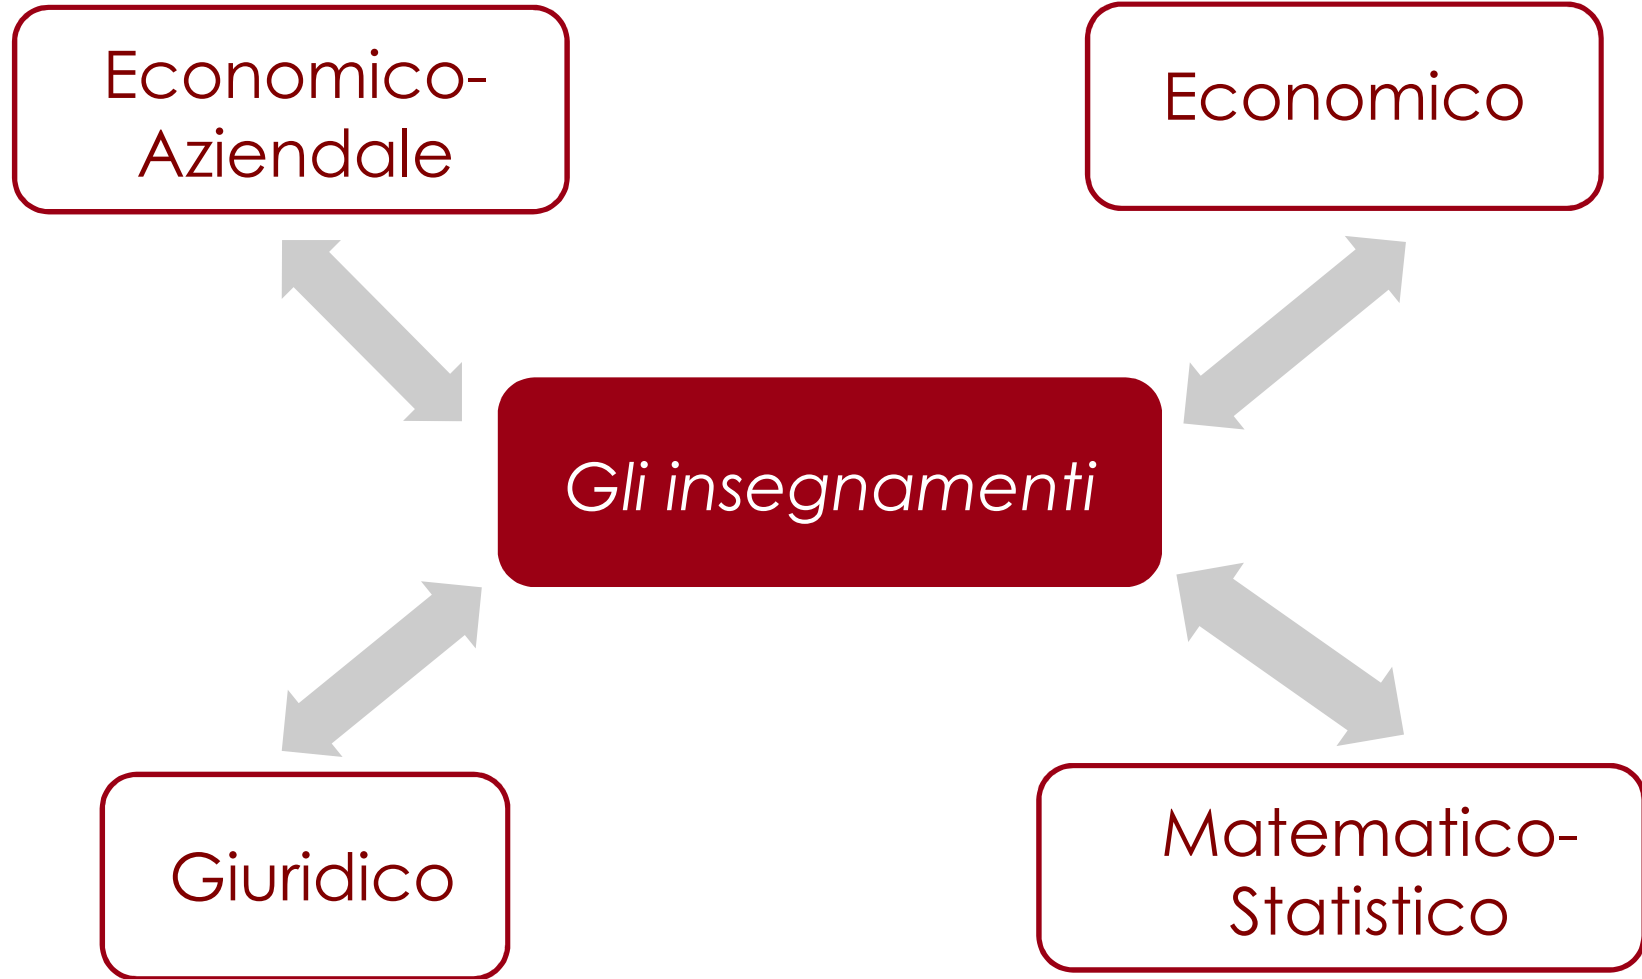 Economico-
Aziendale
Economico
Gli insegnamenti
Giuridico
Matematico-
Statistico